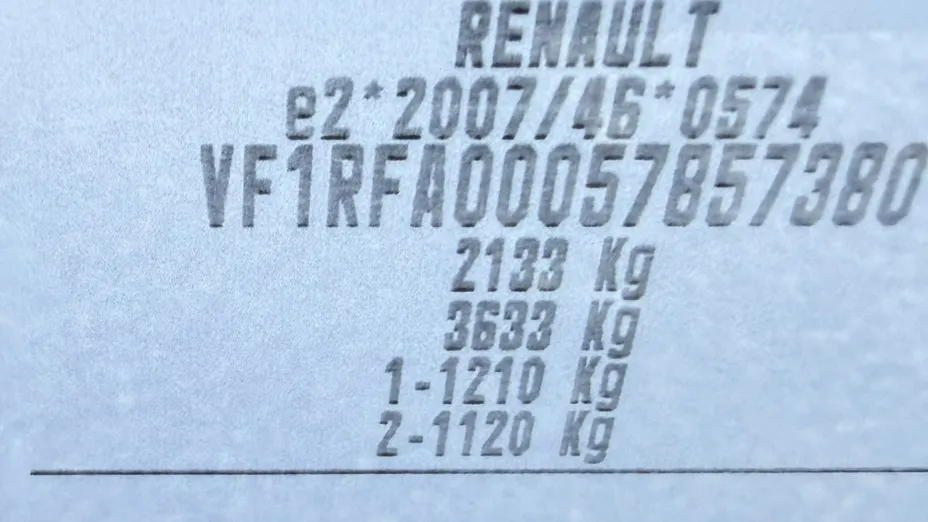 RENAULT
e2*2007/46*0574
VF1RFA00057857380
2133 Kg
3633 Kg
1-1210 Kg
2-1120 Kg